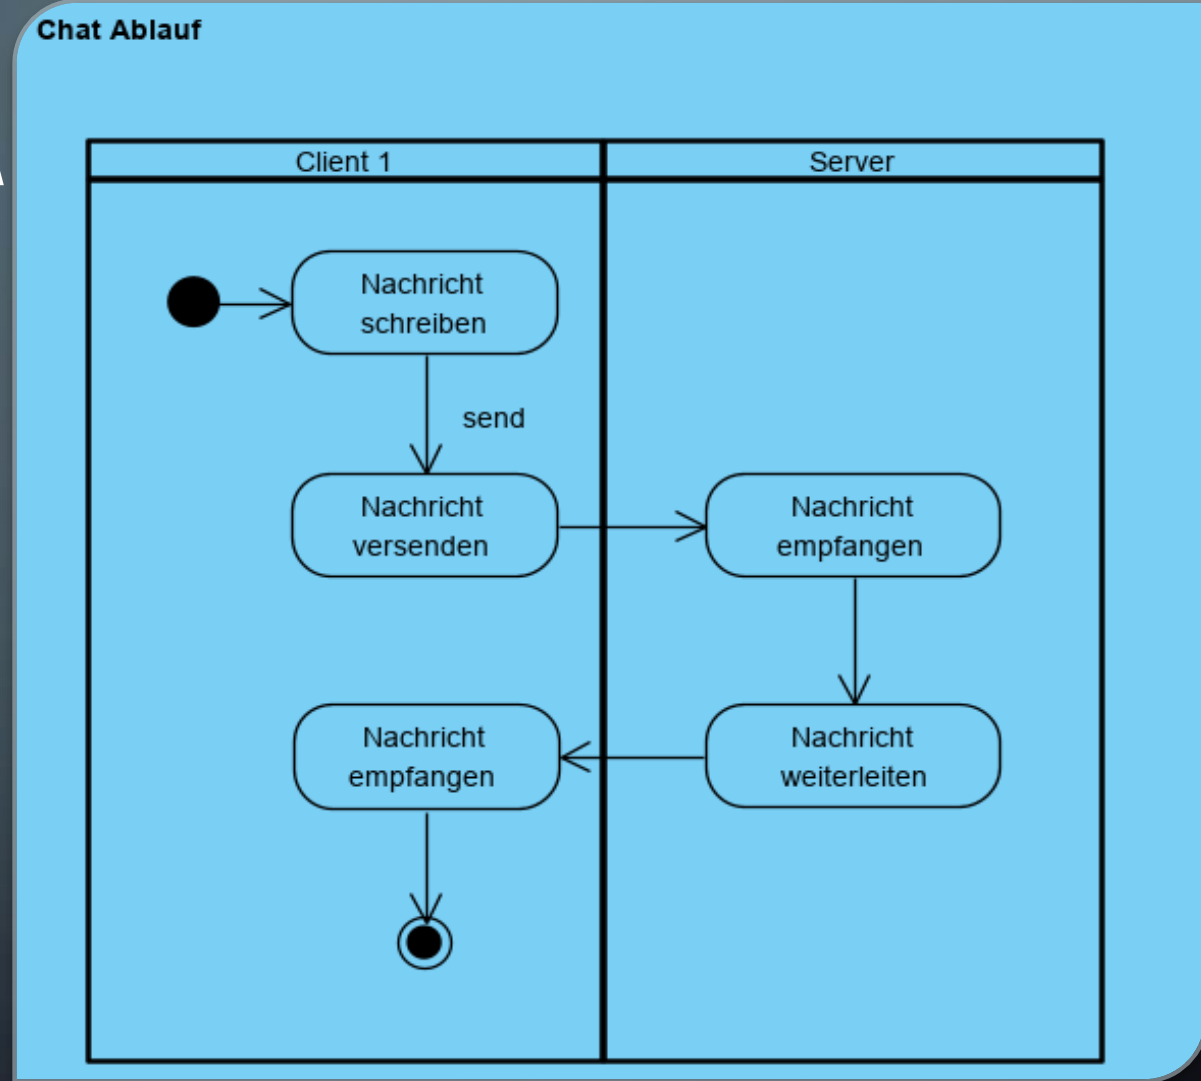 Chat Ablauf
Client 1
Server
Nachricht
schreiben
send
Nachricht
versenden
Nachricht
empfangen
Nachricht
empfangen
Nachricht
weiterleiten